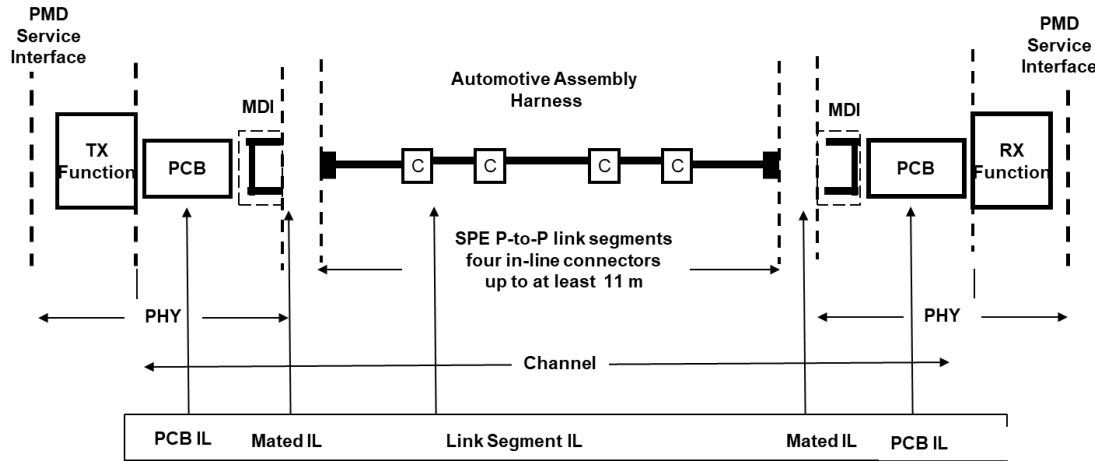 PMD
Service
Interface
PMD
Service
Interface
Automotive Assembly
Harness
MDI
MDI
TX
Function
PCB
C
C
C
C
PCB
RX
Function
SPE P-to-P link segments
four in-line connectors
up to at least 11 m
PHY
PHY
Channel
PCB IL
Mated IL
Link Segment IL
Mated IL
PCB IL